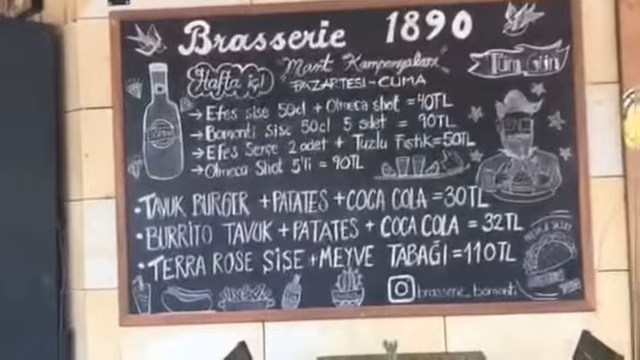 Brasserie 1890
Hafta içi
Mart Kampanyaları
PAZARTESİ-CUMA
Tüm Gün
→ Efes şişe 50cl + Olmeca shot = 40TL
→ Bomonti Şişe 50cl 5 adet = 90TL
→ Efes Serçe 2 adet + Tuzlu Fıstık = 50TL
→ Olmeca Shot 5'li = 90TL
• TAVUK BURGER + PATATES + COCA COLA = 30TL
• BURRITO TAVUK + PATATES + COCA COLA = 32TL
• TERRA ROSE ŞİŞE + MEYVE TABAĞI = 110TL
brasserie_bomonti